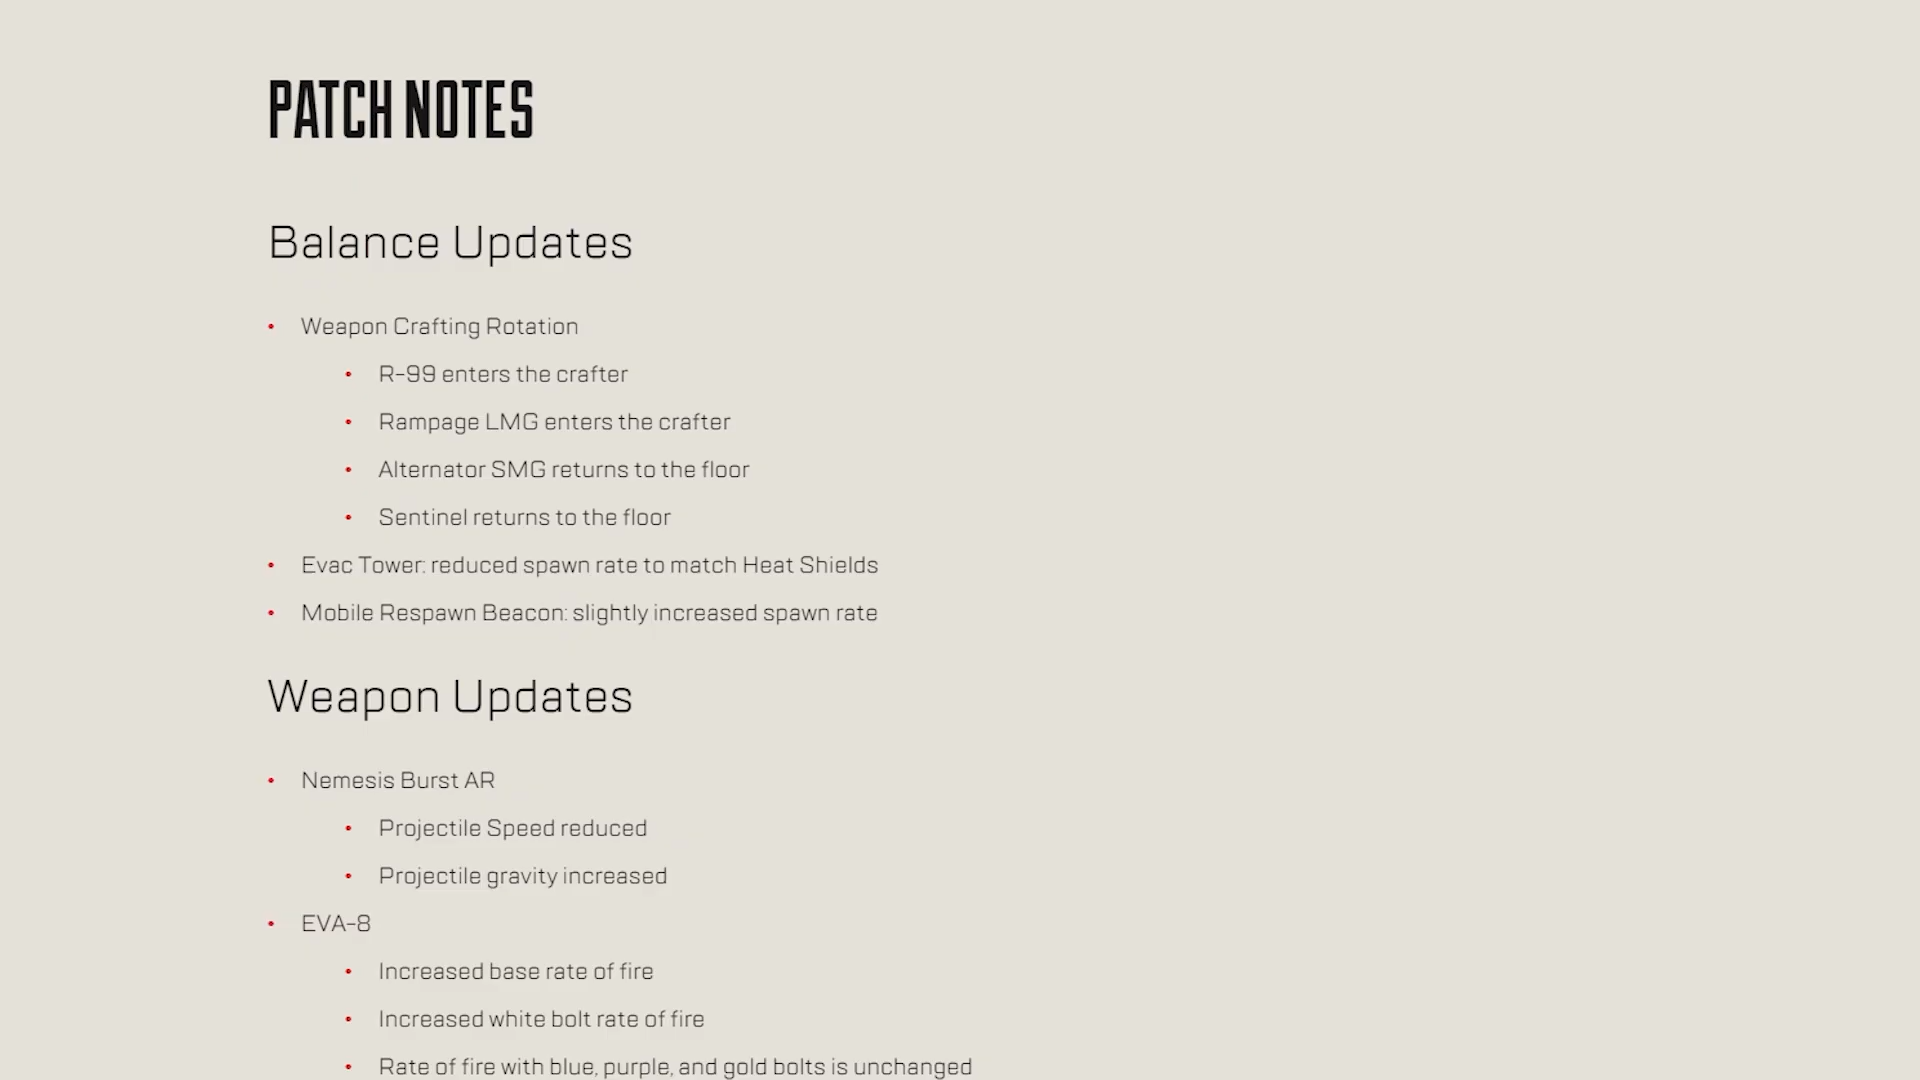 PATCH NOTES
Balance Updates
• Weapon Crafting Rotation
• R-99 enters the crafter
• Rampage LMG enters the crafter
• Alternator SMG returns to the floor
• Sentinel returns to the floor
• Evac Tower: reduced spawn rate to match Heat Shields
• Mobile Respawn Beacon: slightly increased spawn rate
Weapon Updates
• Nemesis Burst AR
• Projectile Speed reduced
• Projectile gravity increased
• EVA-8
• Increased base rate of fire
• Increased white bolt rate of fire
• Rate of fire with blue, purple, and gold bolts is unchanged